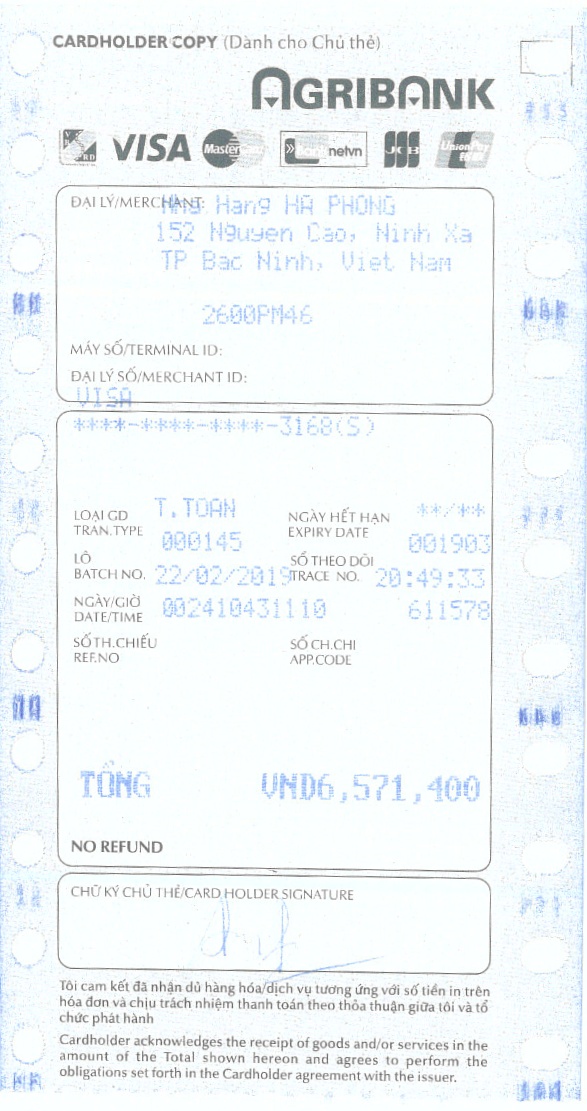 CARDHOLDER COPY (Dành cho Chủ thẻ)
AGRIBANK
VISA MasterCard netvn JCB UnionPay
ĐẠI LÝ/MERCHANT: Nha Hang HA PHONG
152 Nguyen Cao, Ninh Xa
TP Bac Ninh, Viet Nam
2600PM46
MÁY SỐ/TERMINAL ID:
ĐẠI LÝ SỐ/MERCHANT ID:
VISA
****-****-****-3168(S)
LOẠI GD T.TOAN NGÀY HẾT HẠN **/**
TRAN.TYPE EXPIRY DATE
000145 001903
LÔ SỐ THEO DÕI
BATCH NO. 22/02/2019 TRACE NO. 20:49:33
NGÀY/GIỜ 002410431110 611578
DATE/TIME
SỐ TH.CHIẾU SỐ CH.CHI
REF.NO APP.CODE
TỔNG VND6,571,400
NO REFUND
CHỮ KÝ CHỦ THẺ/CARD HOLDER SIGNATURE
Tôi cam kết đã nhận đủ hàng hóa/dịch vụ tương ứng với số tiền in trên
hóa đơn và chịu trách nhiệm thanh toán theo thỏa thuận giữa tôi và tổ
chức phát hành
Cardholder acknowledges the receipt of goods and/or services in the
amount of the Total shown hereon and agrees to perform the
obligations set forth in the Cardholder agreement with the issuer.